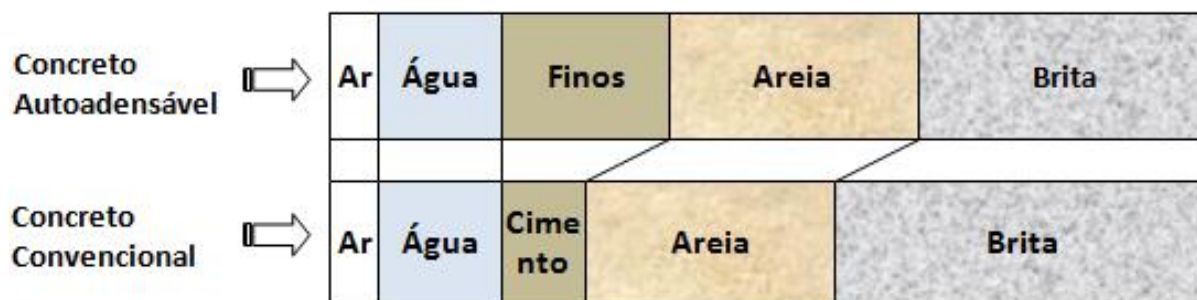 Concreto
Autoadensável
Ar
Água
Finos
Areia
Brita
Concreto
Convencional
Ar
Água
Cime
nto
Areia
Brita